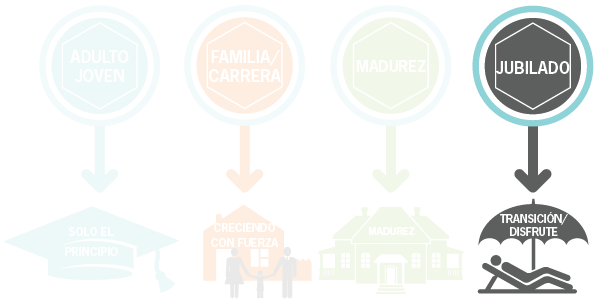 ADULTO
JOVEN
FAMILIA/
CARRERA
MADUREZ
JUBILADO
SOLO EL
PRINCIPIO
CRECIENDO
CON FUERZA
MADUREZ
TRANSICIÓN/
DISFRUTE